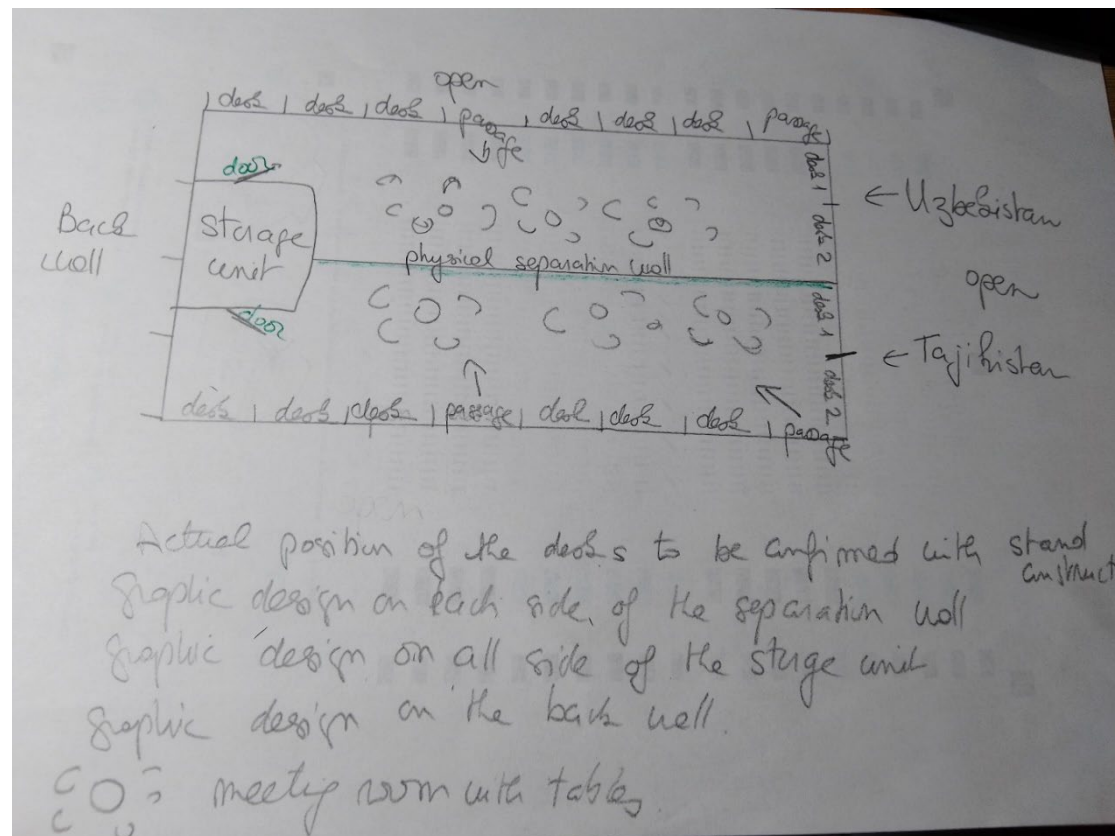 open
desk desk desk passage desk desk desk passage
door
desk 1
← Uzbekistan
Back wall
Storage unit
desk 2
physical separation wall
open
desk 1
door
← Tajikistan
desk 2
desk desk desk passage desk desk desk passage
Actual position of the desks to be confirmed with stand construct
graphic design on each side of the separation wall
graphic design on all side of the storge unit
graphic design on the back wall.
meeting room with tables